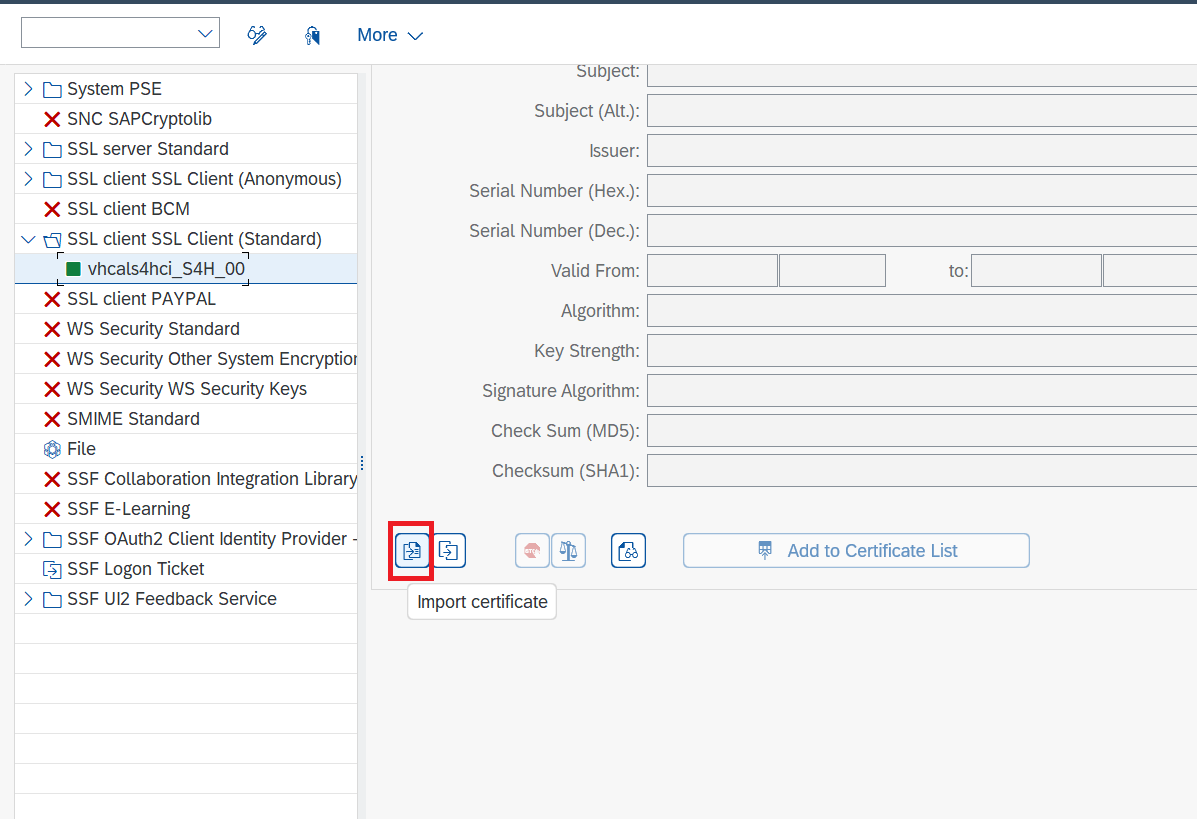 More
System PSE
SNC SAPCryptolib
SSL server Standard
SSL client SSL Client (Anonymous)
SSL client BCM
SSL client SSL Client (Standard)
vhcals4hci_S4H_00
SSL client PAYPAL
WS Security Standard
WS Security Other System Encryption
WS Security WS Security Keys
SMIME Standard
File
SSF Collaboration Integration Library
SSF E-Learning
SSF OAuth2 Client Identity Provider -
SSF Logon Ticket
SSF UI2 Feedback Service
Subject:
Subject (Alt.):
Issuer:
Serial Number (Hex.):
Serial Number (Dec.):
Valid From: to:
Algorithm:
Key Strength:
Signature Algorithm:
Check Sum (MD5):
Checksum (SHA1):
STOP
Add to Certificate List
Import certificate